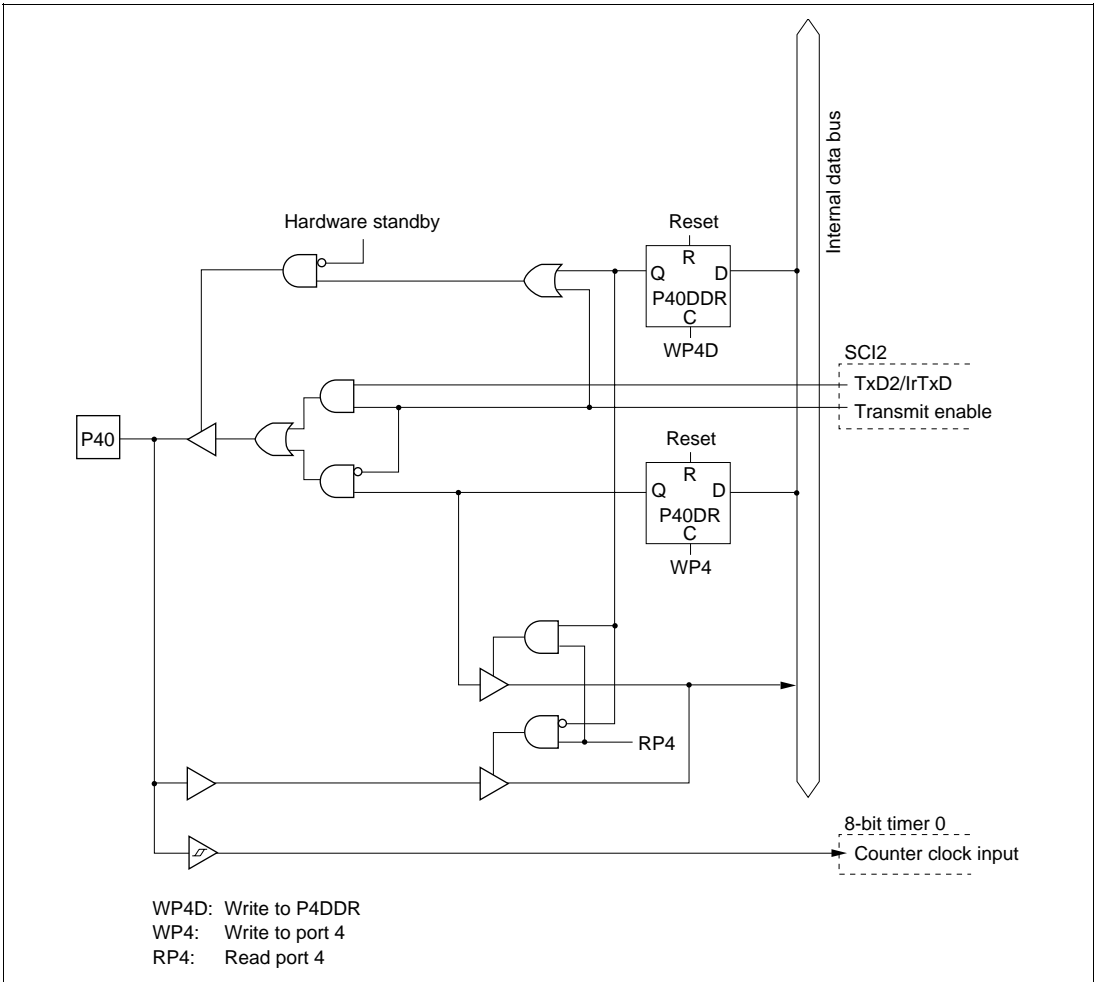 Internal data bus
Hardware standby
Reset
R
Q D
P40DDR
C
WP4D
SCI2
TxD2/IrTxD
Transmit enable
P40
Reset
R
Q D
P40DR
C
WP4
RP4
8-bit timer 0
Counter clock input
WP4D: Write to P4DDR
WP4: Write to port 4
RP4: Read port 4